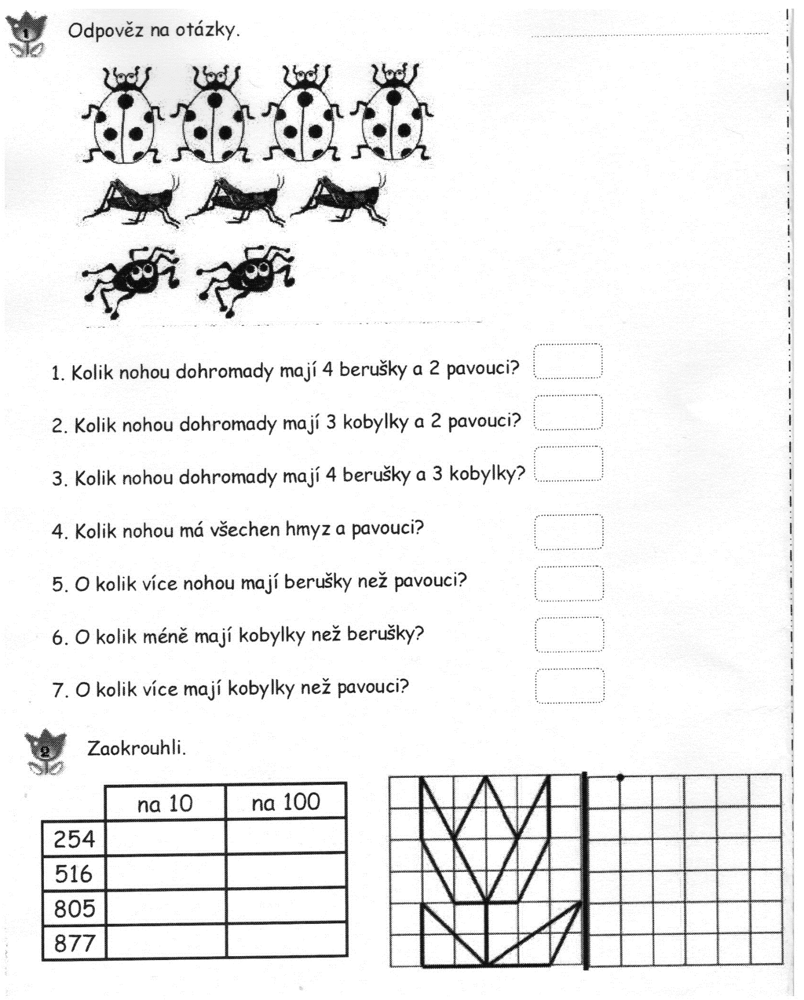 1
Odpověz na otázky.
1. Kolik nohou dohromady mají 4 berušky a 2 pavouci?
2. Kolik nohou dohromady mají 3 kobylky a 2 pavouci?
3. Kolik nohou dohromady mají 4 berušky a 3 kobylky?
4. Kolik nohou má všechen hmyz a pavouci?
5. O kolik více nohou mají berušky než pavouci?
6. O kolik méně mají kobylky než berušky?
7. O kolik více mají kobylky než pavouci?
2
Zaokrouhli.
na 10 na 100
254
516
805
877